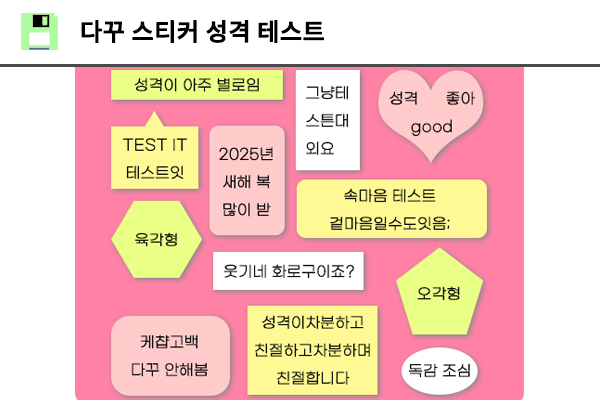 다꾸 스티커 성격 테스트
성격이 아주 별로임
그냥테
스튼대
외요
성격 좋아
good
TEST IT
테스트잇
2025년
새해 복
많이 받
속마음 테스트
겉마음일수도잇음;
육각형
웃기네 화로구이죠?
오각형
케챱고백
다꾸 안해봄
성격이차분하고
친절하고차분하며
친절합니다
독감 조심